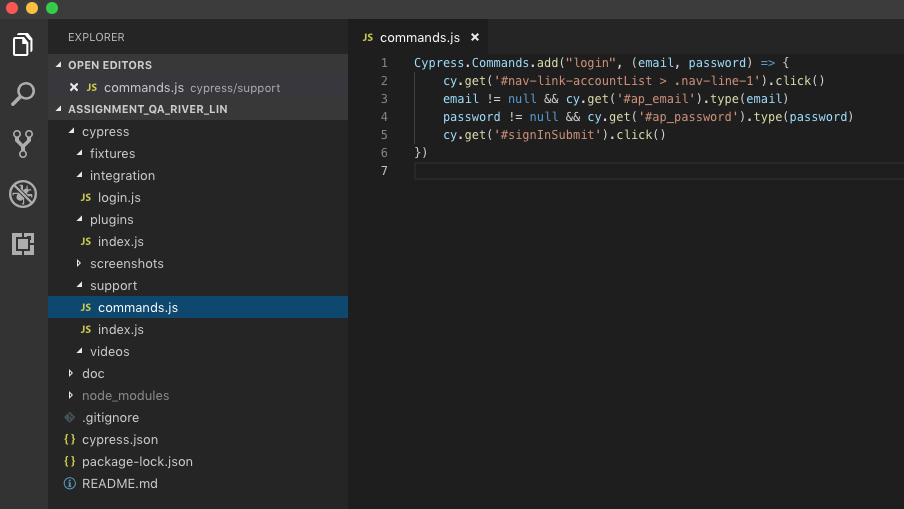 EXPLORER
OPEN EDITORS
JS commands.js cypress/support
ASSIGNMENT_QA_RIVER_LIN
cypress
fixtures
integration
JS login.js
plugins
JS index.js
screenshots
support
JS commands.js
JS index.js
videos
doc
node_modules
.gitignore
{} cypress.json
{} package-lock.json
README.md
JS commands.js
1 Cypress.Commands.add("login", (email, password) => {
2     cy.get('#nav-link-accountList > .nav-line-1').click()
3     email != null && cy.get('#ap_email').type(email)
4     password != null && cy.get('#ap_password').type(password)
5     cy.get('#signInSubmit').click()
6 })
7